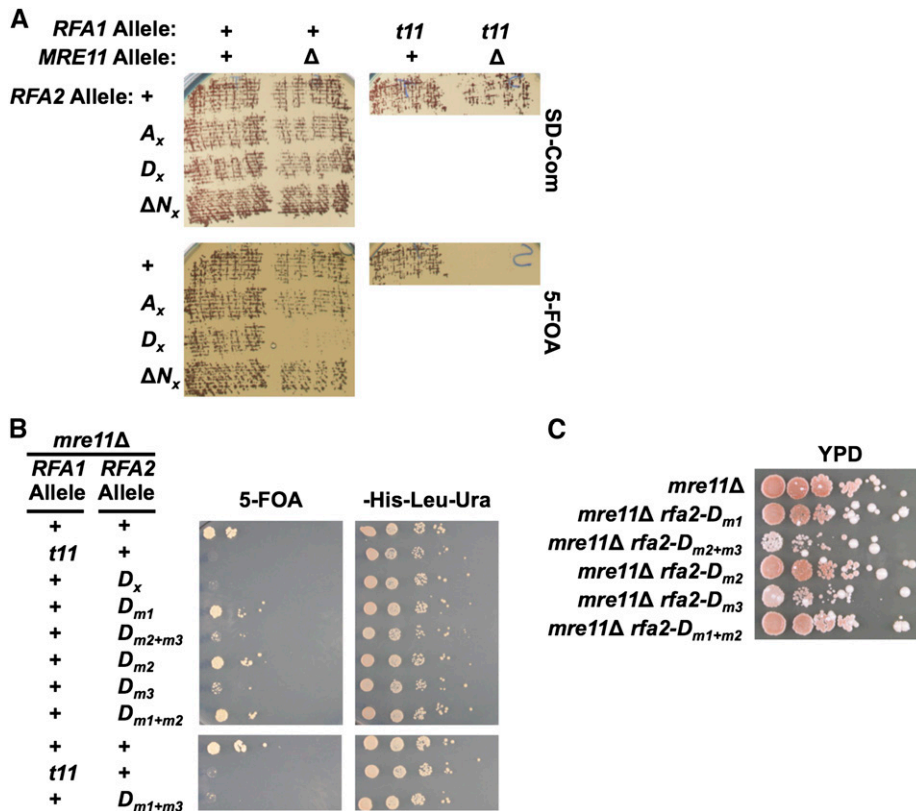 A
RFA1 Allele: + + t11 t11
MRE11 Allele: + Δ + Δ
RFA2 Allele: +
Ax
Dx
ΔNx
SD-Com
+
Ax
Dx
ΔNx
5-FOA
B
mre11Δ
RFA1 Allele RFA2 Allele
5-FOA -His-Leu-Ura
+ +
t11 +
+ Dx
+ Dm1
+ Dm2+m3
+ Dm2
+ Dm3
+ Dm1+m2
+ +
t11 +
+ Dm1+m3
C
YPD
mre11Δ
mre11Δ rfa2-Dm1
mre11Δ rfa2-Dm2+m3
mre11Δ rfa2-Dm2
mre11Δ rfa2-Dm3
mre11Δ rfa2-Dm1+m2